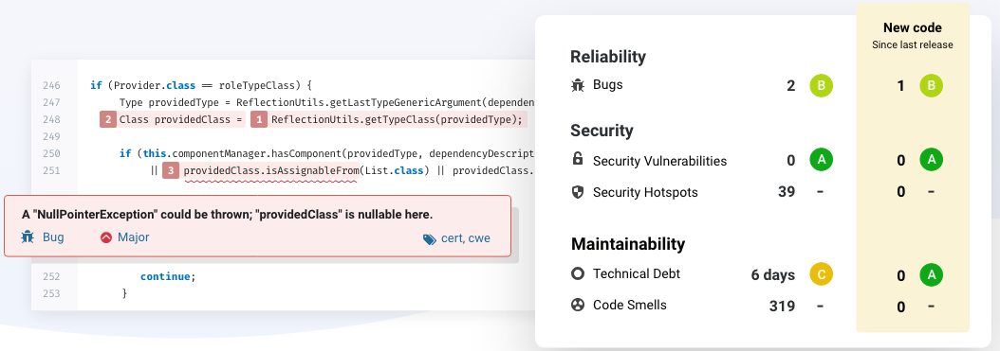 246 if (Provider.class == roleTypeClass) {
247 Type providedType = ReflectionUtils.getLastTypeGenericArgument(dependen
248 2 Class providedClass = 1 ReflectionUtils.getTypeClass(providedType);
249
250 if (this.componentManager.hasComponent(providedType, dependencyDescript
251 || 3 providedClass.isAssignableFrom(List.class) || providedClass.
A "NullPointerException" could be thrown; "providedClass" is nullable here.
Bug Major cert, cwe
252 continue;
253 }
New code
Since last release
Reliability
Bugs 2 B 1 B
Security
Security Vulnerabilities 0 A 0 A
Security Hotspots 39 - 0 -
Maintainability
Technical Debt 6 days C 0 A
Code Smells 319 - 0 -